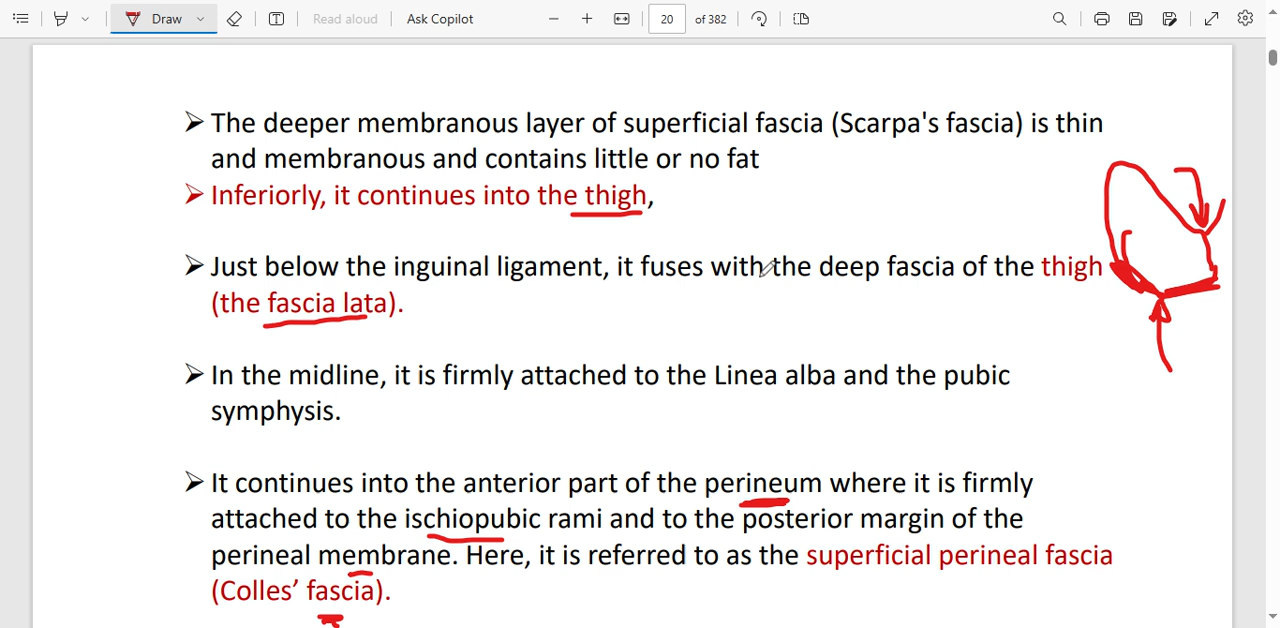 Draw
Read aloud
Ask Copilot
20
of 382
➢ The deeper membranous layer of superficial fascia (Scarpa's fascia) is thin
and membranous and contains little or no fat
➢ Inferiorly, it continues into the thigh,
➢ Just below the inguinal ligament, it fuses with the deep fascia of the thigh
(the fascia lata).
➢ In the midline, it is firmly attached to the Linea alba and the pubic
symphysis.
➢ It continues into the anterior part of the perineum where it is firmly
attached to the ischiopubic rami and to the posterior margin of the
perineal membrane. Here, it is referred to as the superficial perineal fascia
(Colles’ fascia).